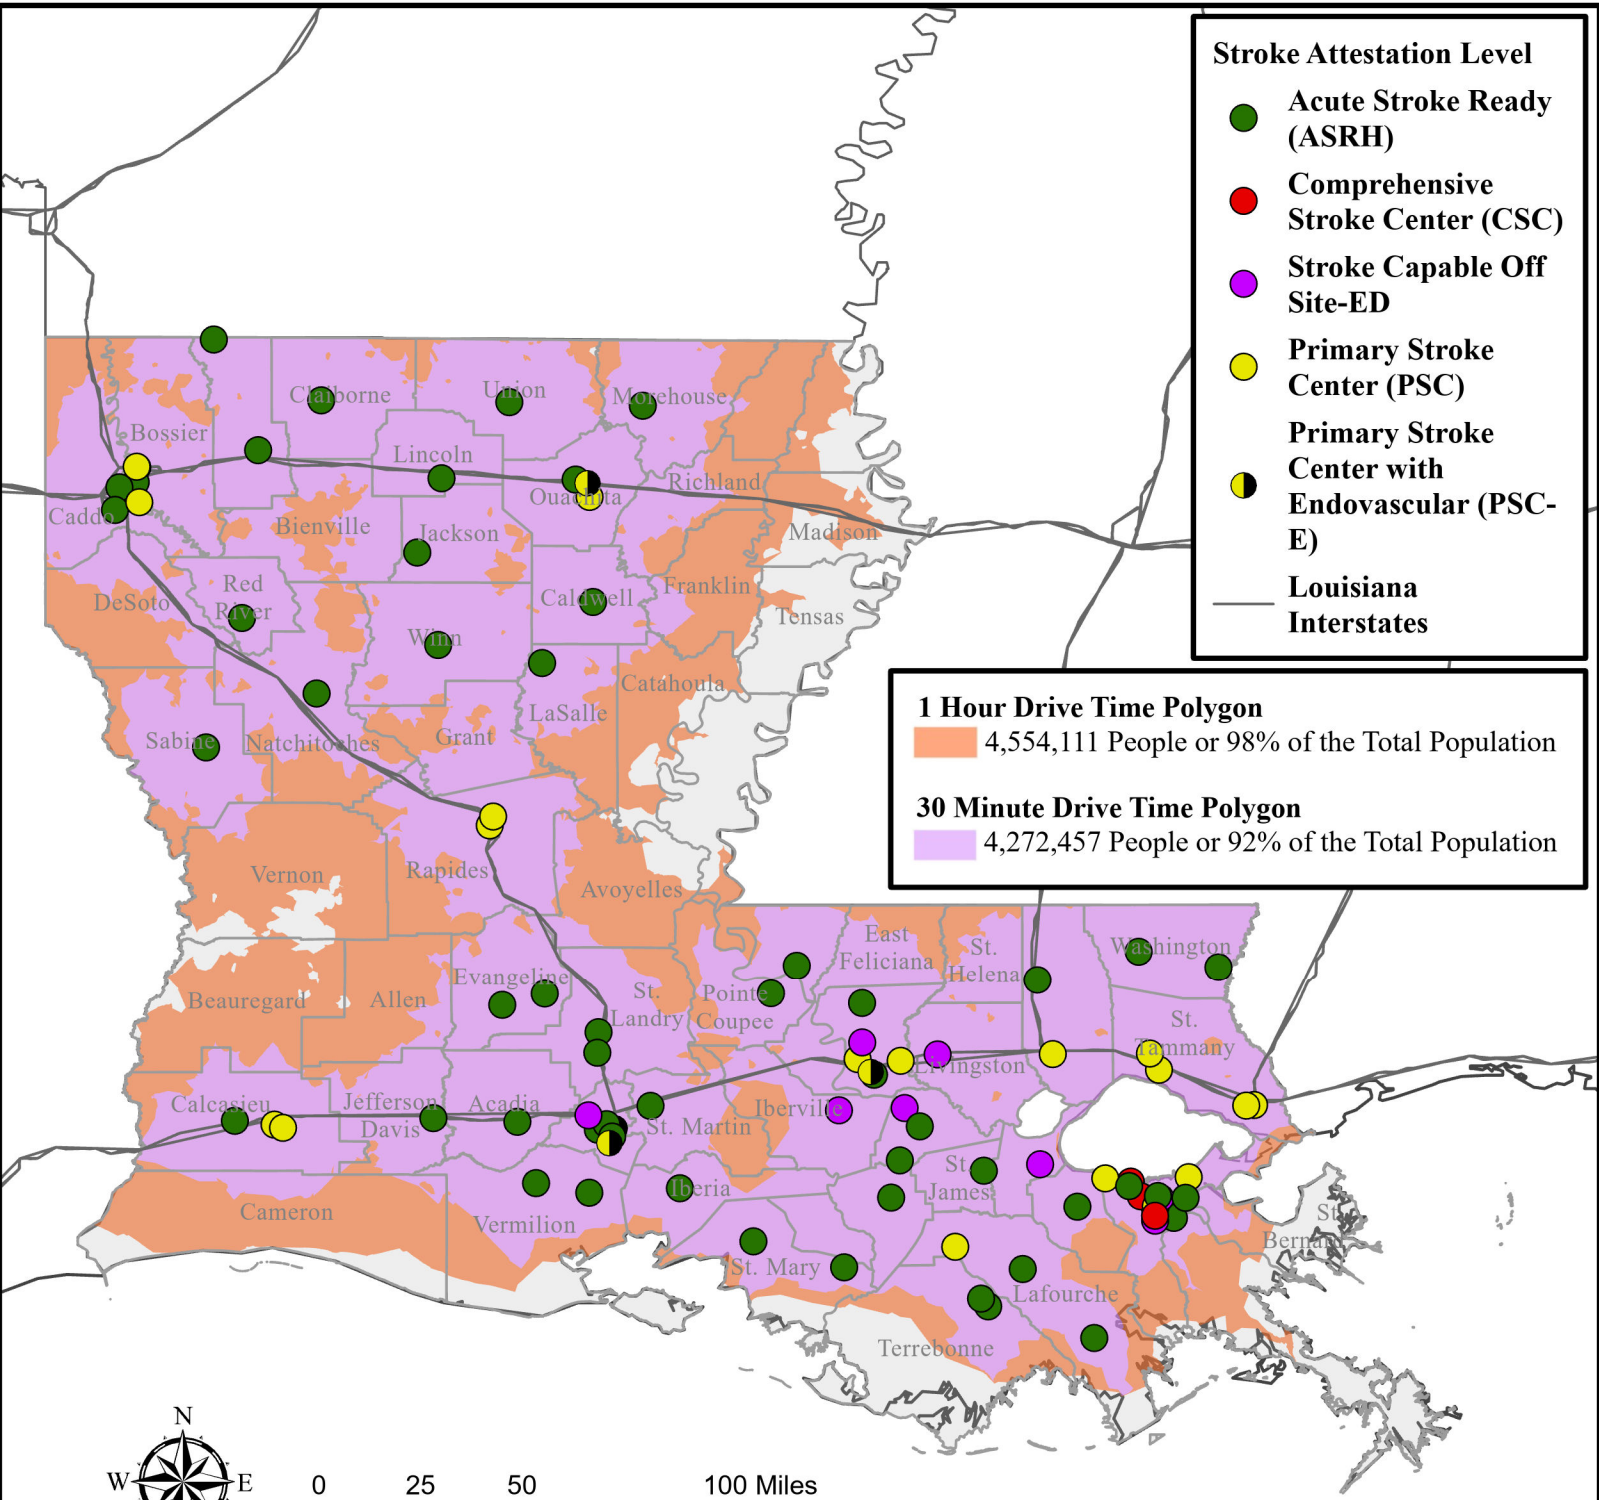 Stroke Attestation Level
Acute Stroke Ready
(ASRH)
Comprehensive
Stroke Center (CSC)
Stroke Capable Off
Site-ED
Primary Stroke
Center (PSC)
Primary Stroke
Center with
Endovascular (PSC-
E)
Louisiana
Interstates
1 Hour Drive Time Polygon
4,554,111 People or 98% of the Total Population
30 Minute Drive Time Polygon
4,272,457 People or 92% of the Total Population
Claiborne
Union
Morehouse
Bossier
Lincoln
Richland
Ouachita
Caddo
Bienville
Jackson
Madison
DeSoto
Red
River
Caldwell
Franklin
Tensas
Winn
Catahoula
LaSalle
Sabine
Natchitoches
Grant
Vernon
Rapides
Avoyelles
East
Feliciana
St.
Helena
Washington
Beauregard
Allen
Evangeline
St.
Landry
Pointe
Coupee
St.
Tammany
Livingston
Calcasieu
Jefferson
Davis
Acadia
Iberville
St. Martin
St.
James
Iberia
Cameron
Vermilion
St.
Bernard
St. Mary
Lafourche
Terrebonne
N
W
E
0 25 50 100 Miles